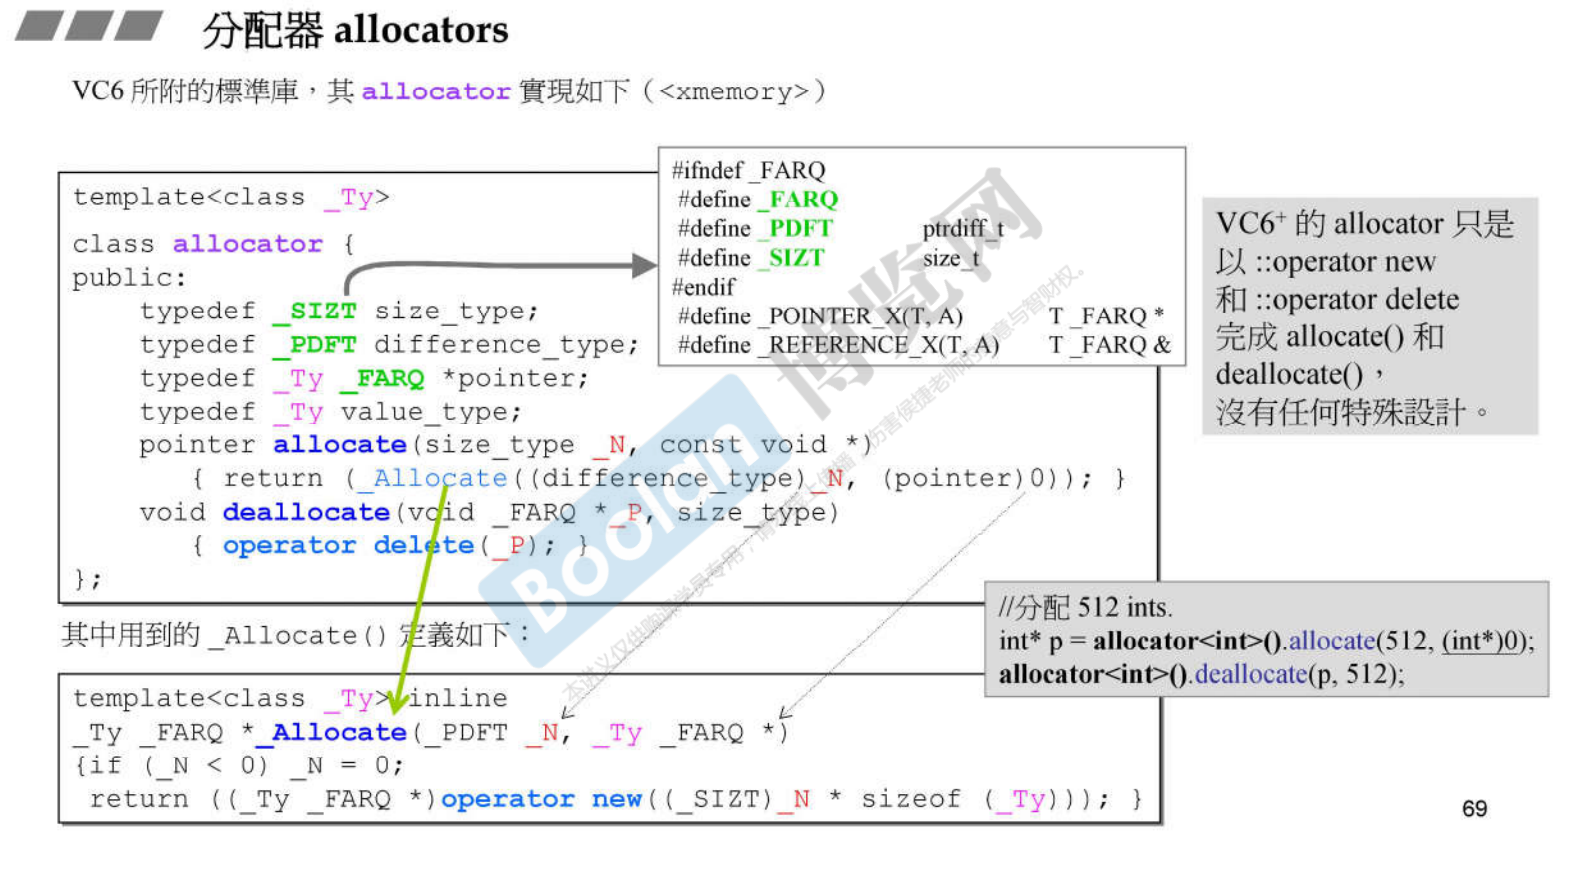 分配器 allocators
VC6 所附的標準庫，其 allocator 實現如下（<xmemory>）
template<class _Ty>
class allocator {
public:
typedef _SIZT size_type;
typedef _PDFT difference_type;
typedef _Ty _FARQ *pointer;
typedef _Ty value_type;
pointer allocate(size_type _N, const void *)
{ return (_Allocate((difference_type)_N, (pointer)0)); }
void deallocate(void _FARQ *_P, size_type)
{ operator delete(_P); }
};
#ifndef _FARQ
#define _FARQ
#define _PDFT ptrdiff_t
#define _SIZT size_t
#endif
#define _POINTER_X(T, A) T _FARQ *
#define _REFERENCE_X(T, A) T _FARQ &
VC6+ 的 allocator 只是
以 ::operator new
和 ::operator delete
完成 allocate() 和
deallocate()，
沒有任何特殊設計。
//分配 512 ints.
int* p = allocator<int>().allocate(512, (int*)0);
allocator<int>().deallocate(p, 512);
其中用到的 _Allocate() 定義如下：
template<class _Ty> inline
_Ty _FARQ *_Allocate(_PDFT _N, _Ty _FARQ *)
{if (_N < 0) _N = 0;
return ((_Ty _FARQ *)operator new((_SIZT)_N * sizeof (_Ty))); }
69
Boolan
博览网